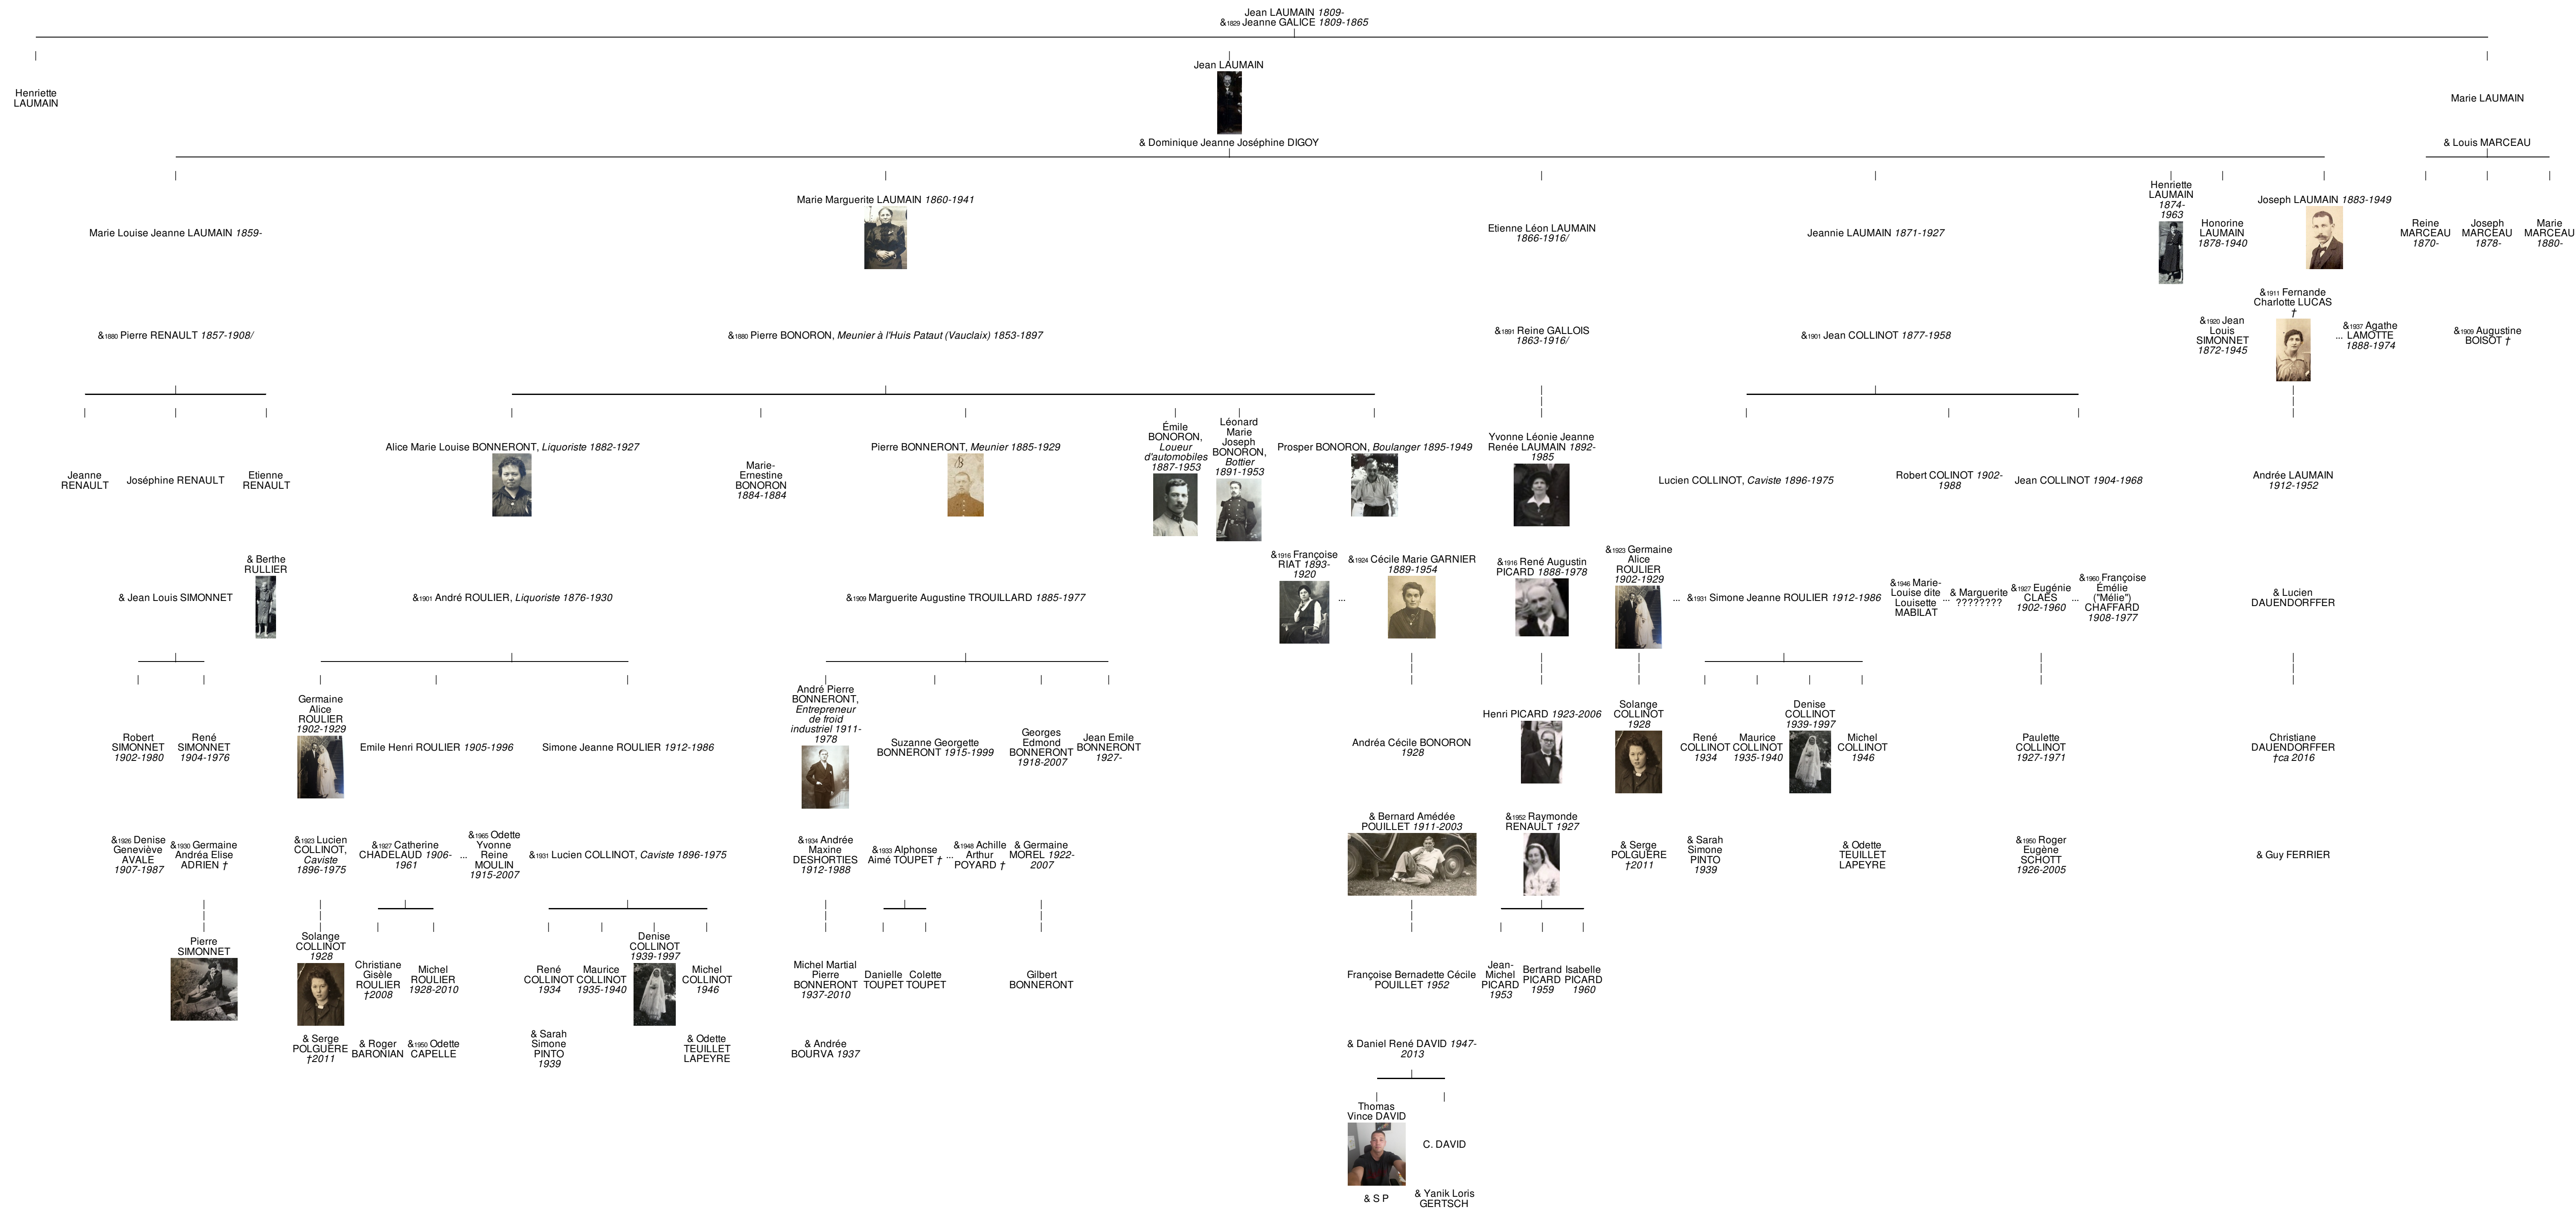 Jean LAUMAIN 1809-
&1829 Jeanne GALICE 1809-1865
Henriette
LAUMAIN
Jean LAUMAIN
& Dominique Jeanne Joséphine DIGOY
Marie LAUMAIN
& Louis MARCEAU
Marie Louise Jeanne LAUMAIN 1859-
&1880 Pierre RENAULT 1857-1908/
Marie Marguerite LAUMAIN 1860-1941
&1880 Pierre BONORON, Meunier à l'Huis Pataut (Vauclaix) 1853-1897
Etienne Léon LAUMAIN
1866-1916/
&1891 Reine GALLOIS
1863-1916/
Jeannie LAUMAIN 1871-1927
&1901 Jean COLLINOT 1877-1958
Henriette
LAUMAIN
1874-
1963
Honorine
LAUMAIN
1878-1940
&1920 Jean
Louis
SIMONNET
1872-1945
Joseph LAUMAIN 1883-1949
&1911 Fernande
Charlotte LUCAS
†
...
&1937 Agathe
LAMOTTE
1888-1974
Reine
MARCEAU
1870-
Joseph
MARCEAU
1878-
&1909 Augustine
BOISOT †
Marie
MARCEAU
1880-
Jeanne
RENAULT
Joséphine RENAULT
& Jean Louis SIMONNET
Etienne
RENAULT
& Berthe
RULLIER
Alice Marie Louise BONNERONT, Liquoriste 1882-1927
&1901 André ROULIER, Liquoriste 1876-1930
Marie-
Ernestine
BONORON
1884-1884
Pierre BONNERONT, Meunier 1885-1929
&1909 Marguerite Augustine TROUILLARD 1885-1977
Émile
BONORON,
Loueur
d'automobiles
1887-1953
Léonard
Marie
Joseph
BONORON,
Bottier
1891-1953
Prosper BONORON, Boulanger 1895-1949
&1916 Françoise
RIAT 1893-
1920
...
&1924 Cécile Marie GARNIER
1889-1954
Yvonne Léonie Jeanne
Renée LAUMAIN 1892-
1985
&1916 René Augustin
PICARD 1888-1978
Lucien COLLINOT, Caviste 1896-1975
&1923 Germaine
Alice
ROULIER
1902-1929
...
&1931 Simone Jeanne ROULIER 1912-1986
Robert COLINOT 1902-
1988
&1946 Marie-
Louise dite
Louisette
MABILAT
...
& Marguerite
????????
Jean COLLINOT 1904-1968
&1927 Eugénie
CLAES
1902-1960
...
&1960 Françoise
Émélie
("Mélie")
CHAFFARD
1908-1977
Andrée LAUMAIN
1912-1952
& Lucien
DAUENDORFFER
Robert
SIMONNET
1902-1980
&1926 Denise
Geneviève
AVALE
1907-1987
René
SIMONNET
1904-1976
&1930 Germaine
Andréa Elise
ADRIEN †
Germaine
Alice
ROULIER
1902-1929
&1923 Lucien
COLLINOT,
Caviste
1896-1975
Emile Henri ROULIER 1905-1996
&1927 Catherine
CHADELAUD 1906-
1961
...
&1965 Odette
Yvonne
Reine
MOULIN
1915-2007
Simone Jeanne ROULIER 1912-1986
&1931 Lucien COLLINOT, Caviste 1896-1975
André Pierre
BONNERONT,
Entrepreneur
de froid
industriel 1911-
1978
&1934 Andrée
Maxine
DESHORTIES
1912-1988
Suzanne Georgette
BONNERONT 1915-1999
&1933 Alphonse
Aimé TOUPET †
...
&1948 Achille
Arthur
POYARD †
Georges
Edmond
BONNERONT
1918-2007
& Germaine
MOREL 1922-
2007
Jean Emile
BONNERONT
1927-
Andréa Cécile BONORON
1928
& Bernard Amédée
POUILLET 1911-2003
Henri PICARD 1923-2006
&1952 Raymonde
RENAULT 1927
Solange
COLLINOT
1928
& Serge
POLGUÈRE
†2011
René
COLLINOT
1934
& Sarah
Simone
PINTO
1939
Maurice
COLLINOT
1935-1940
Denise
COLLINOT
1939-1997
Michel
COLLINOT
1946
& Odette
TEUILLET
LAPEYRE
Paulette
COLLINOT
1927-1971
&1950 Roger
Eugène
SCHOTT
1926-2005
Christiane
DAUENDORFFER
†ca 2016
& Guy FERRIER
Pierre
SIMONNET
Solange
COLLINOT
1928
& Serge
POLGUÈRE
†2011
Christiane
Gisèle
ROULIER
†2008
& Roger
BARONIAN
Michel
ROULIER
1928-2010
&1950 Odette
CAPELLE
René
COLLINOT
1934
& Sarah
Simone
PINTO
1939
Maurice
COLLINOT
1935-1940
Denise
COLLINOT
1939-1997
Michel
COLLINOT
1946
& Odette
TEUILLET
LAPEYRE
Michel Martial
Pierre
BONNERONT
1937-2010
& Andrée
BOURVA 1937
Danielle
TOUPET
Colette
TOUPET
Gilbert
BONNERONT
Françoise Bernadette Cécile
POUILLET 1952
& Daniel René DAVID 1947-
2013
Jean-
Michel
PICARD
1953
Bertrand
PICARD
1959
Isabelle
PICARD
1960
Thomas
Vince DAVID
& S P
C. DAVID
& Yanik Loris
GERTSCH